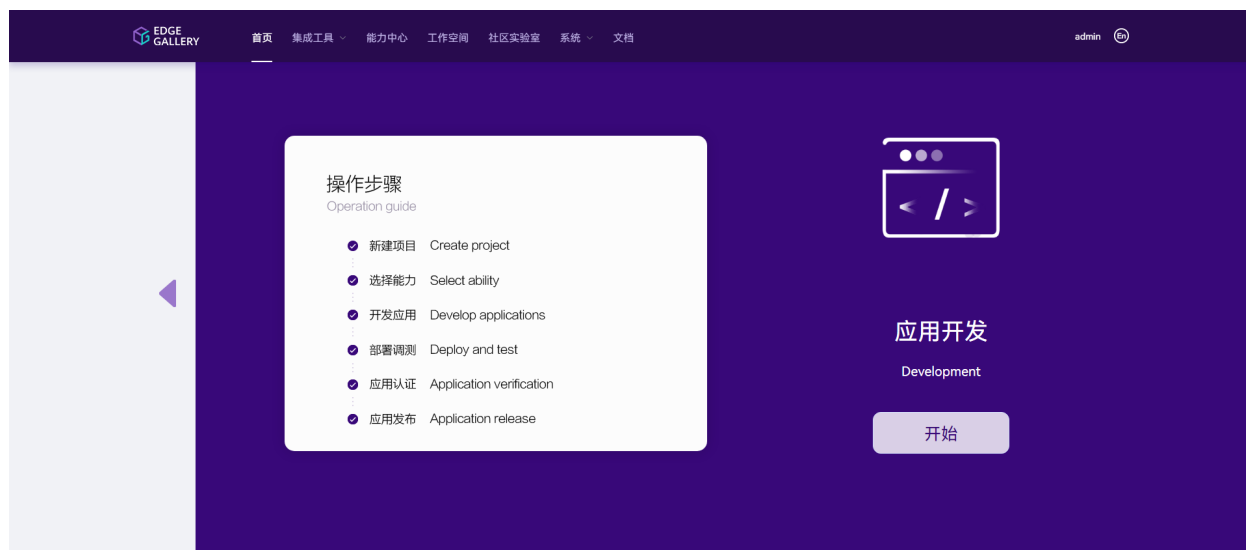 EDGE
GALLERY
首页 集成工具 能力中心 工作空间 社区实验室 系统 文档
admin En
操作步骤
Operation guide
新建项目 Create project
选择能力 Select ability
开发应用 Develop applications
部署调测 Deploy and test
应用认证 Application verification
应用发布 Application release
</>
应用开发
Development
开始